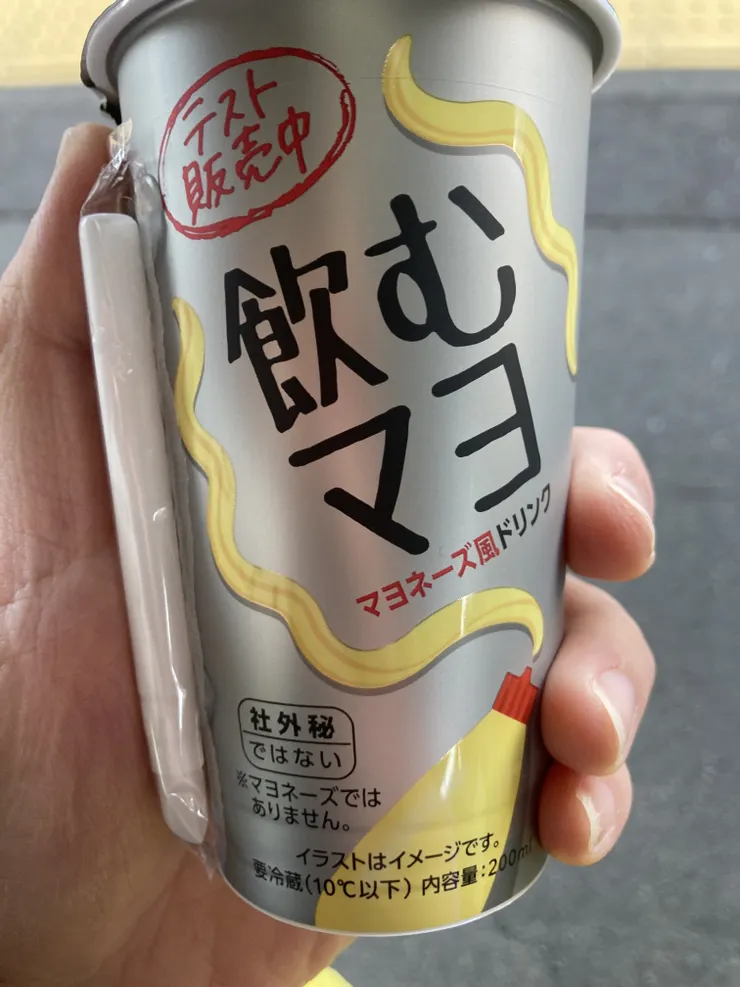 テスト
販売中
飲む
マヨ
マヨネーズ風ドリンク
社外秘
ではない
※マヨネーズでは
ありません。
イラストはイメージです。
要冷蔵(10℃以下) 内容量:200ml